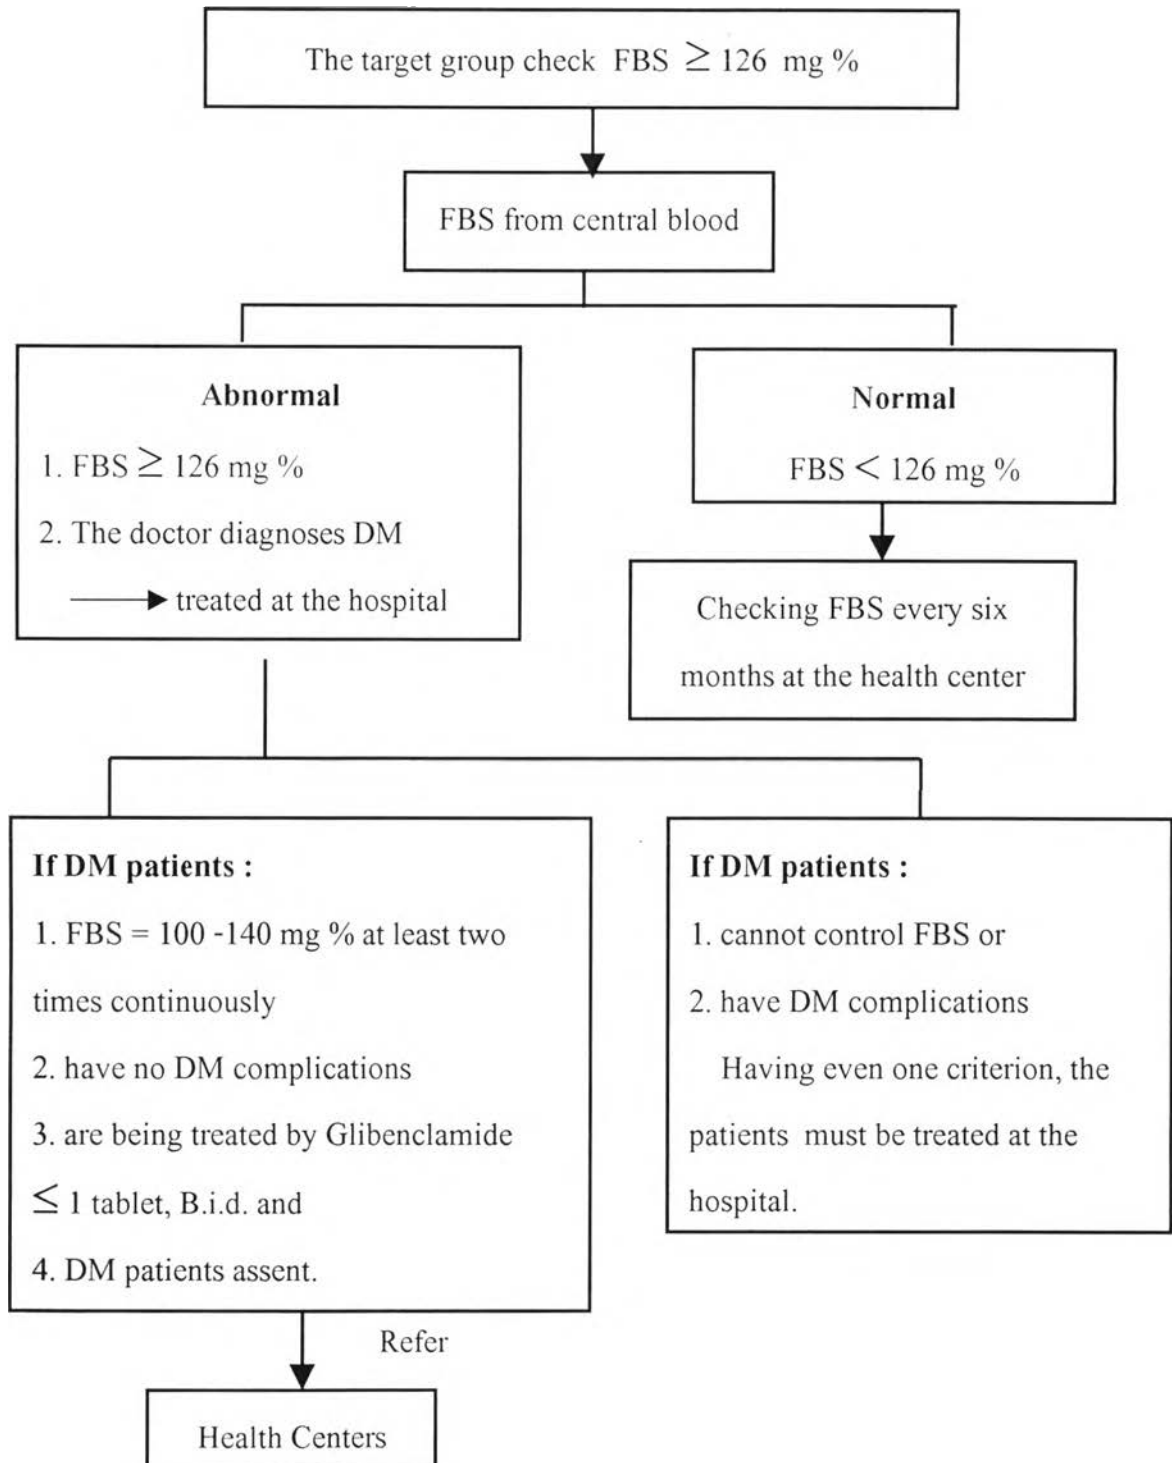 The target group check FBS ≥ 126 mg %
FBS from central blood
Abnormal
1. FBS ≥ 126 mg %
2. The doctor diagnoses DM
→ treated at the hospital
Normal
FBS < 126 mg %
Checking FBS every six
months at the health center
If DM patients :
1. FBS = 100 -140 mg % at least two
times continuously
2. have no DM complications
3. are being treated by Glibenclamide
≤ 1 tablet, B.i.d. and
4. DM patients assent.
If DM patients :
1. cannot control FBS or
2. have DM complications
Having even one criterion, the
patients must be treated at the
hospital.
Refer
Health Centers